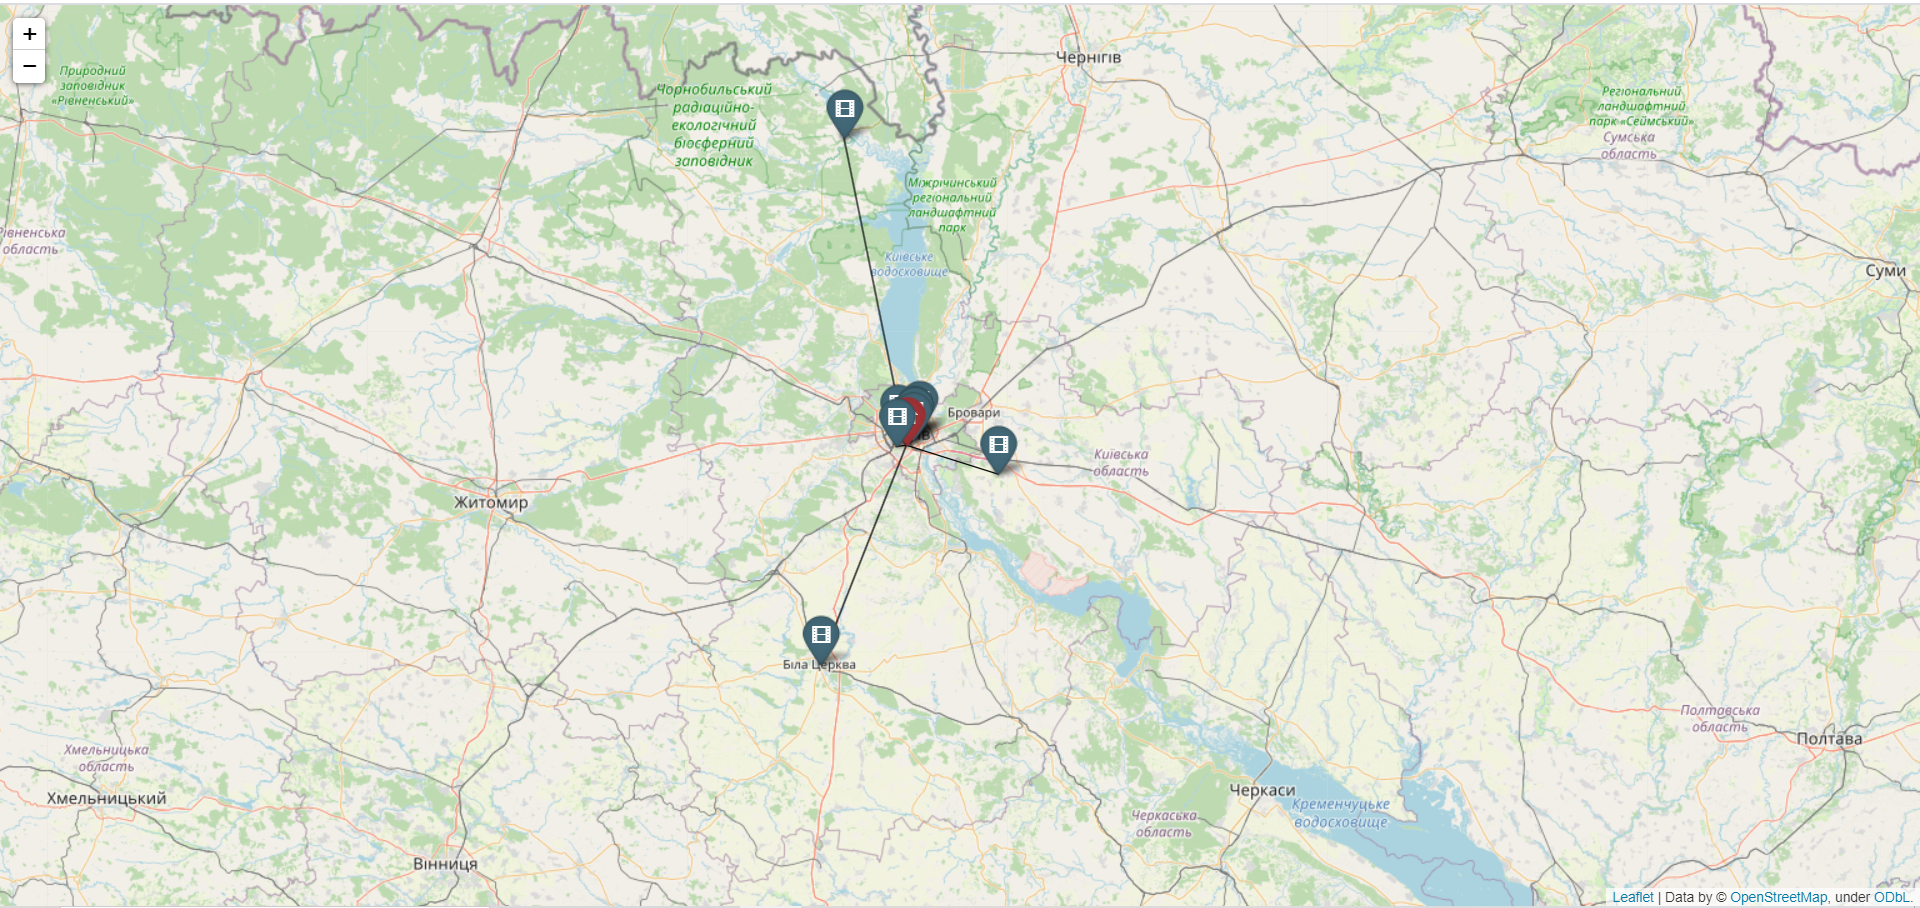 +
−
Природний
заповідник
«Рівненський»
Чорнобильський
радіаційно-
екологічний
біосферний
заповідник
Чернігів
Регіональний
ландшафтний
парк «Сеймський»
Сумська
область
Міжрічинський
регіональний
ландшафтний
парк
Рівненська
область
Київське
водосховище
Суми
Бровари
Київська
область
Житомир
Біла Церква
Полтавська
область
Полтава
Хмельницька
область
Хмельницький
Черкаси
Кременчуцьке
водосховище
Черкаська
область
Вінниця
Leaflet | Data by © OpenStreetMap, under ODbL.